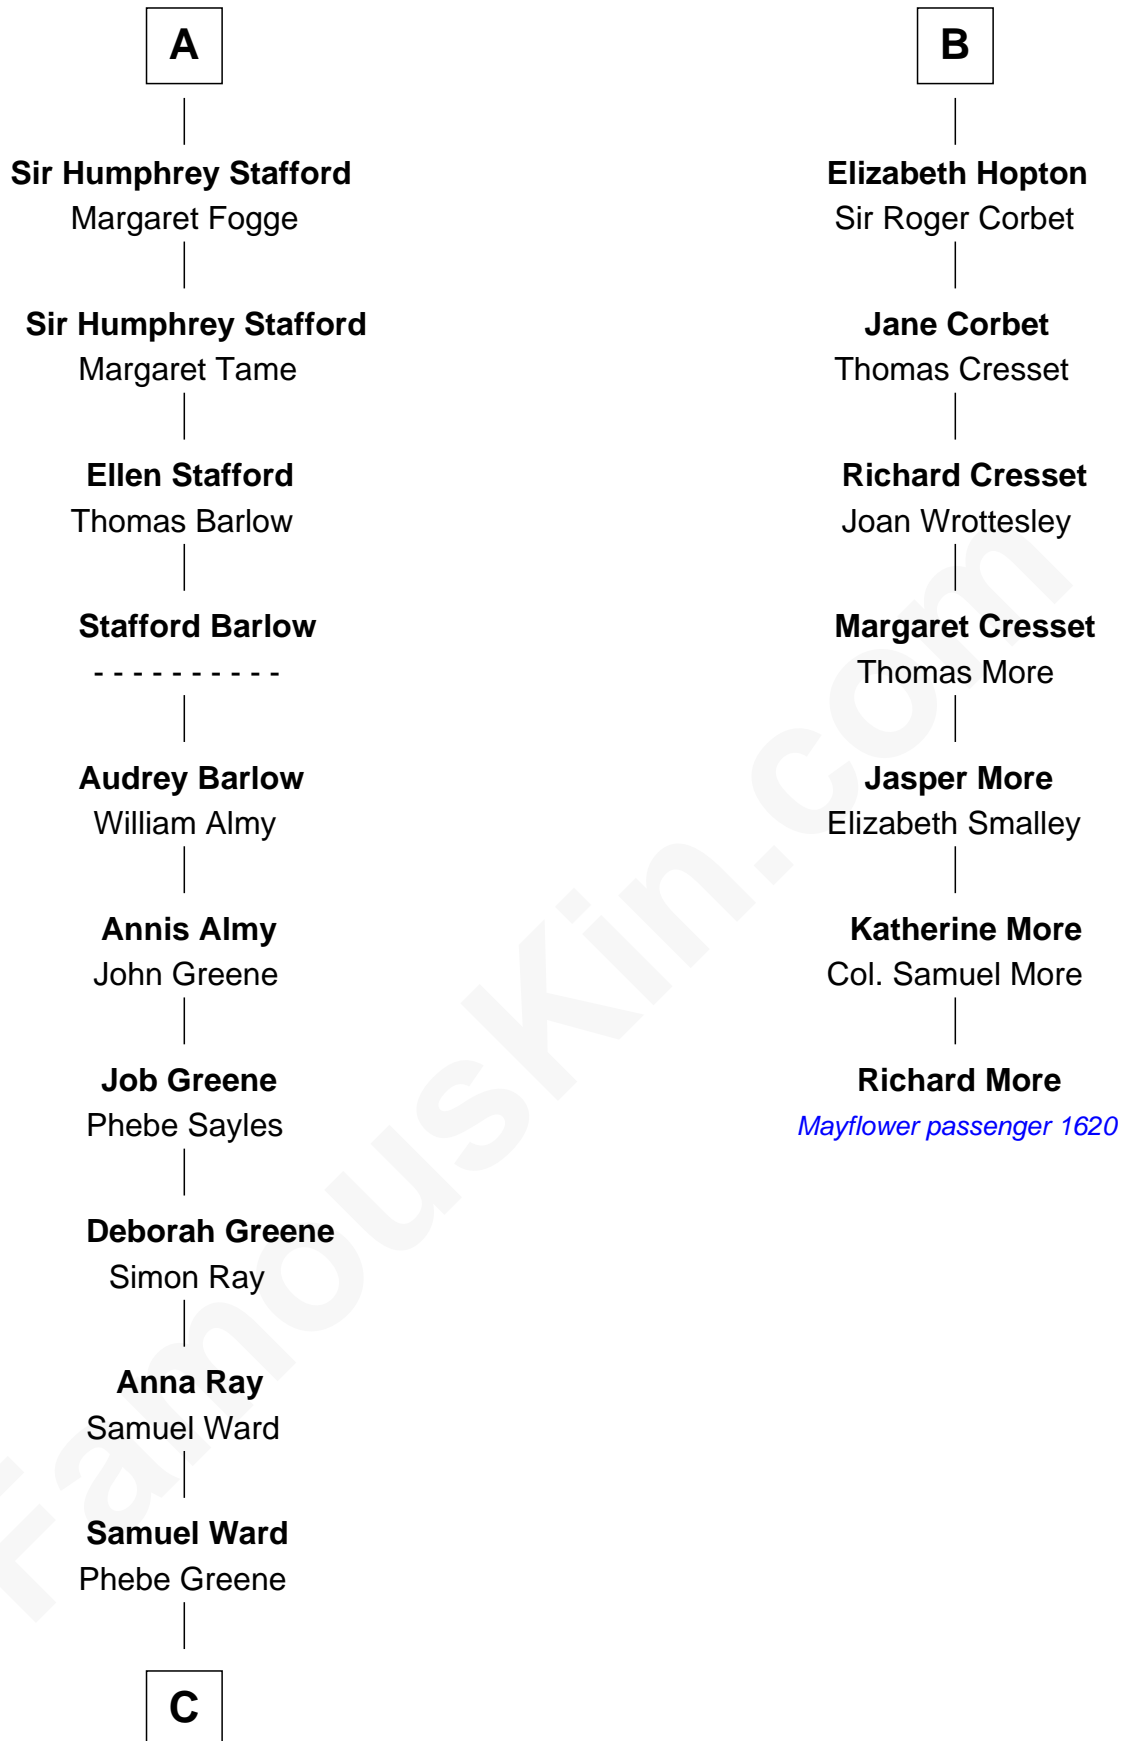 A
Sir Humphrey Stafford
Margaret Fogge
Sir Humphrey Stafford
Margaret Tame
Ellen Stafford
Thomas Barlow
Stafford Barlow
- - - - - - - - - -
Audrey Barlow
William Almy
Annis Almy
John Greene
Job Greene
Phebe Sayles
Deborah Greene
Simon Ray
Anna Ray
Samuel Ward
Samuel Ward
Phebe Greene
C
B
Elizabeth Hopton
Sir Roger Corbet
Jane Corbet
Thomas Cresset
Richard Cresset
Joan Wrottesley
Margaret Cresset
Thomas More
Jasper More
Elizabeth Smalley
Katherine More
Col. Samuel More
Richard More
Mayflower passenger 1620
FamousKin.com